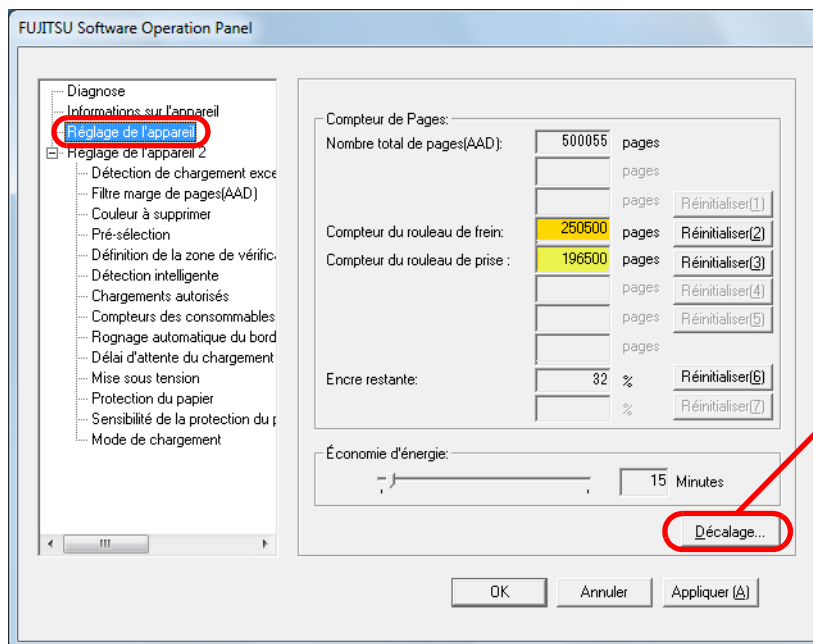 FUJITSU Software Operation Panel
Diagnose
Informations sur l'appareil
Réglage de l'appareil
Réglage de l'appareil 2
Détection de chargement exce
Filtre marge de pages(AAD)
Couleur à supprimer
Pré-sélection
Définition de la zone de vérific
Détection intelligente
Chargements autorisés
Compteurs des consommables
Rognage automatique du bord
Délai d'attente du chargement
Mise sous tension
Protection du papier
Sensibilité de la protection du p
Mode de chargement
Compteur de Pages:
Nombre total de pages(AAD): 500055 pages
pages
pages Réinitialiser(1)
Compteur du rouleau de frein: 250500 pages Réinitialiser(2)
Compteur du rouleau de prise : 196500 pages Réinitialiser(3)
pages Réinitialiser(4)
pages Réinitialiser(5)
pages
Encre restante: 32 % Réinitialiser(6)
% Réinitialiser(7)
Économie d'énergie:
15 Minutes
Décalage...
OK Annuler Appliquer (A)